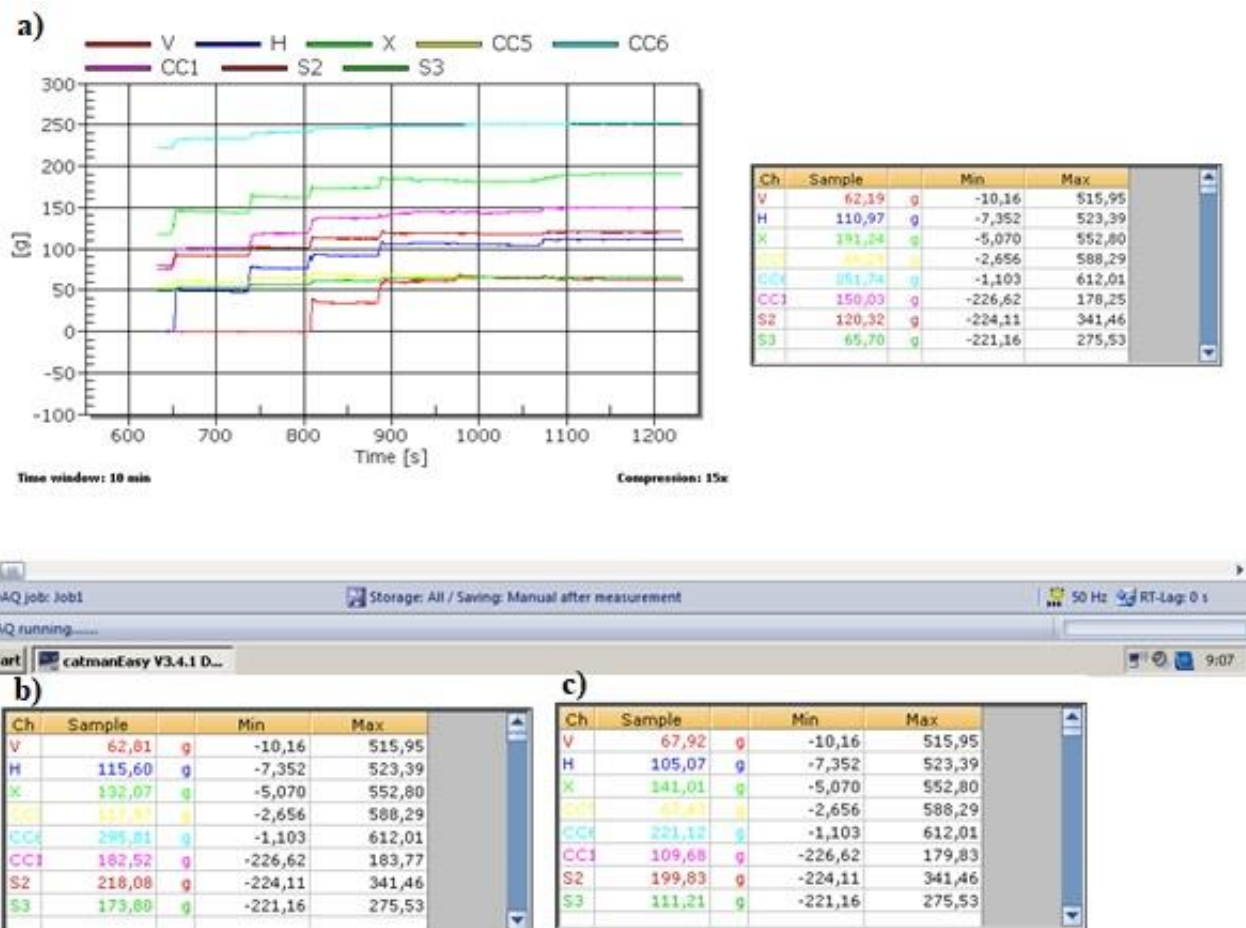 a)
V H X CC5 CC6
CC1 S2 S3
300
250
200
150
100
50
0
-50
-100
[g]
600 700 800 900 1000 1100 1200
Time [s]
Time window: 10 min Compression: 15x
Ch Sample Min Max
V 62,19 g -10,16 515,95
H 110,97 g -7,352 523,39
X 191,24 g -5,070 552,80
g -2,656 588,29
251,74 g -1,103 612,01
CC1 150,03 g -226,62 178,25
S2 120,32 g -224,11 341,46
S3 65,70 g -221,16 275,53
AQ job: Job1 Storage: All / Saving: Manual after measurement 50 Hz RT-Lag: 0 s
AQ running......
art catmanEasy V3.4.1 D... 9:07
b)
Ch Sample Min Max
V 62,81 g -10,16 515,95
H 115,60 g -7,352 523,39
X 132,07 g -5,070 552,80
g -2,656 588,29
CC6 295,81 g -1,103 612,01
CC1 182,52 g -226,62 183,77
S2 218,08 g -224,11 341,46
S3 173,80 g -221,16 275,53
c)
Ch Sample Min Max
V 67,92 g -10,16 515,95
H 105,07 g -7,352 523,39
X 141,01 g -5,070 552,80
g -2,656 588,29
CC6 221,12 g -1,103 612,01
CC1 109,68 g -226,62 179,83
S2 199,83 g -224,11 341,46
S3 111,21 g -221,16 275,53